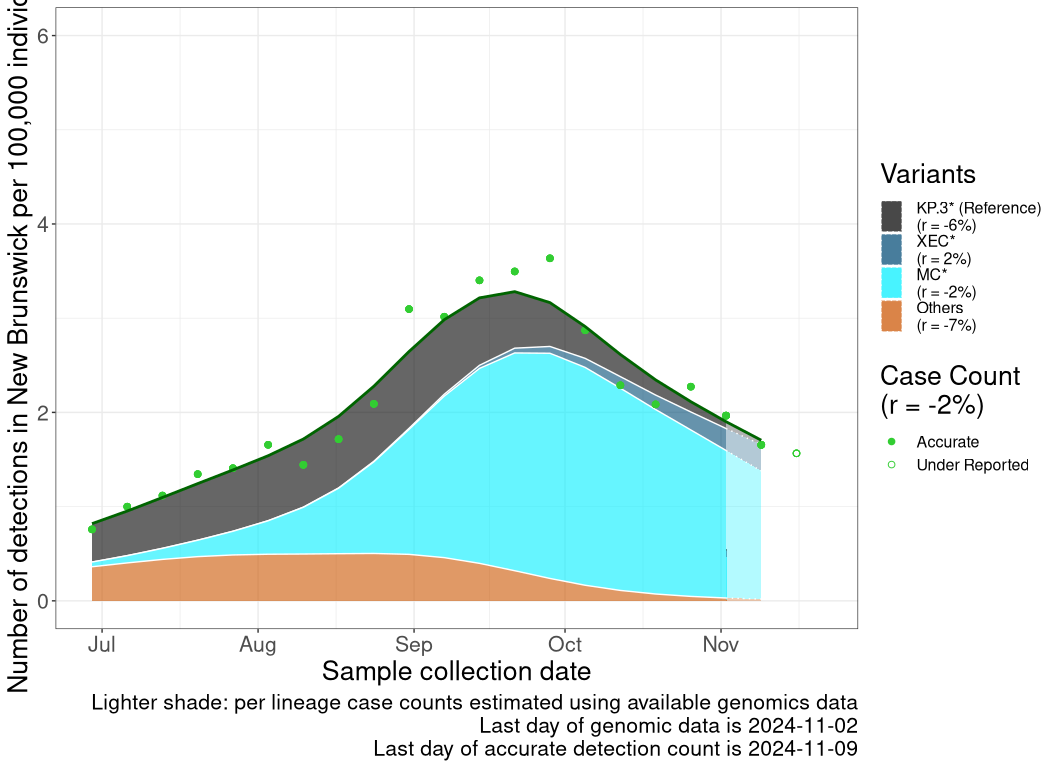 Number of detections in New Brunswick per 100,000
6
4
2
0
Jul Aug Sep Oct Nov
Sample collection date
Lighter shade: per lineage case counts estimated using available genomics data
Last day of genomic data is 2024-11-02
Last day of accurate detection count is 2024-11-09
Variants
KP.3* (Reference)
(r = -6%)
XEC*
(r = 2%)
MC*
(r = -2%)
Others
(r = -7%)
Case Count
(r = -2%)
Accurate
Under Reported